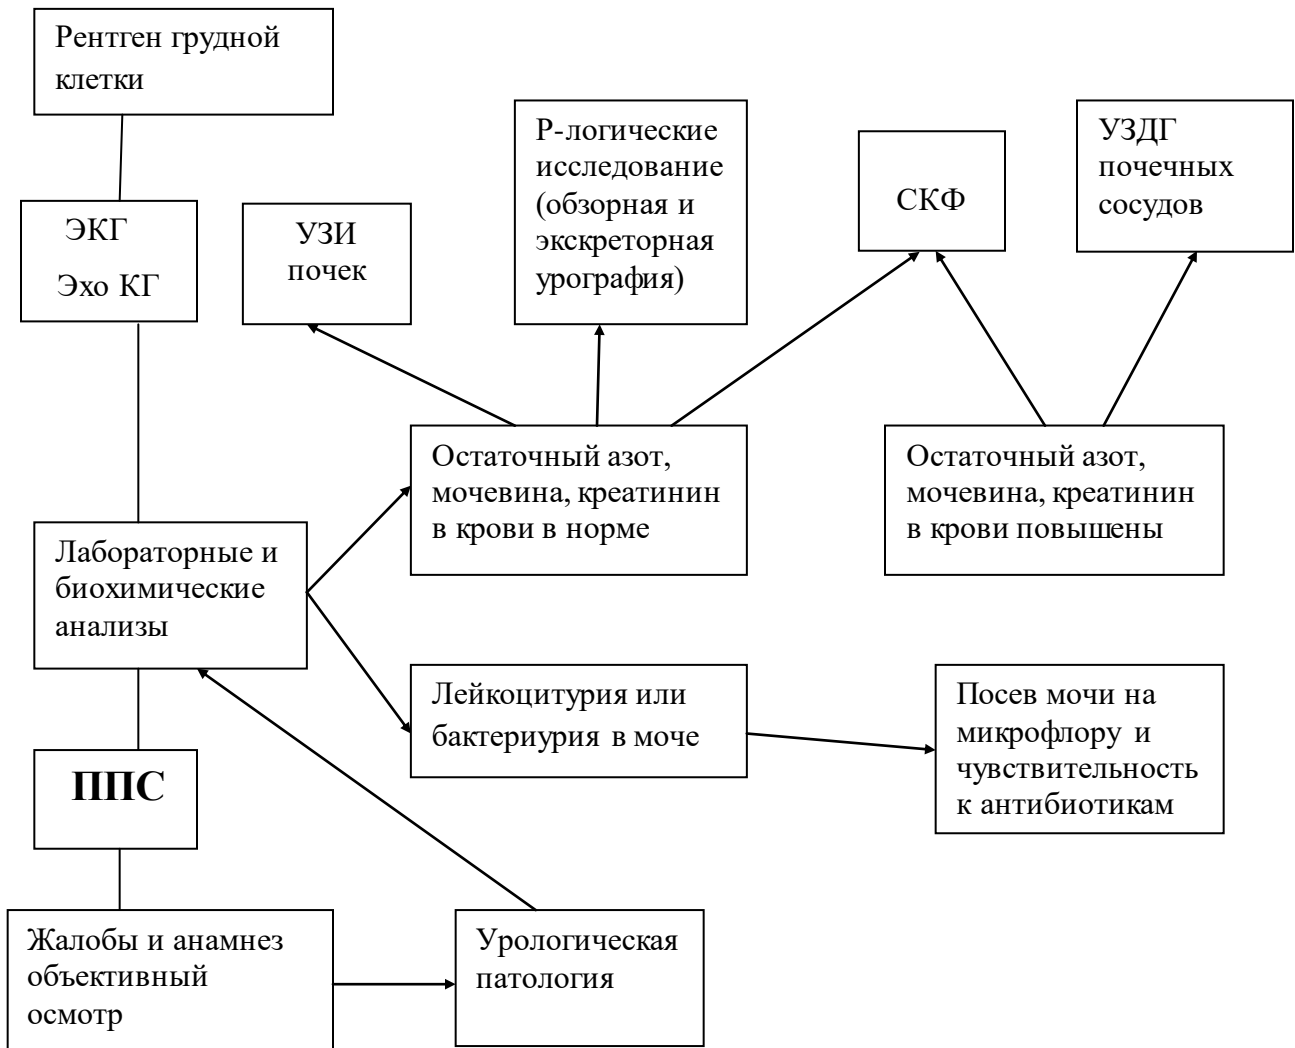 Рентген грудной
клетки
Р-логические
исследование
(обзорная и
экскреторная
урография)
СКФ
УЗДГ
почечных
сосудов
ЭКГ
Эхо КГ
УЗИ
почек
Остаточный азот,
мочевина, креатинин
в крови в норме
Остаточный азот,
мочевина, креатинин
в крови повышены
Лабораторные и
биохимические
анализы
Лейкоцитурия или
бактериурия в моче
Посев мочи на
микрофлору и
чувствительность
к антибиотикам
ППС
Жалобы и анамнез
объективный
осмотр
Урологическая
патология